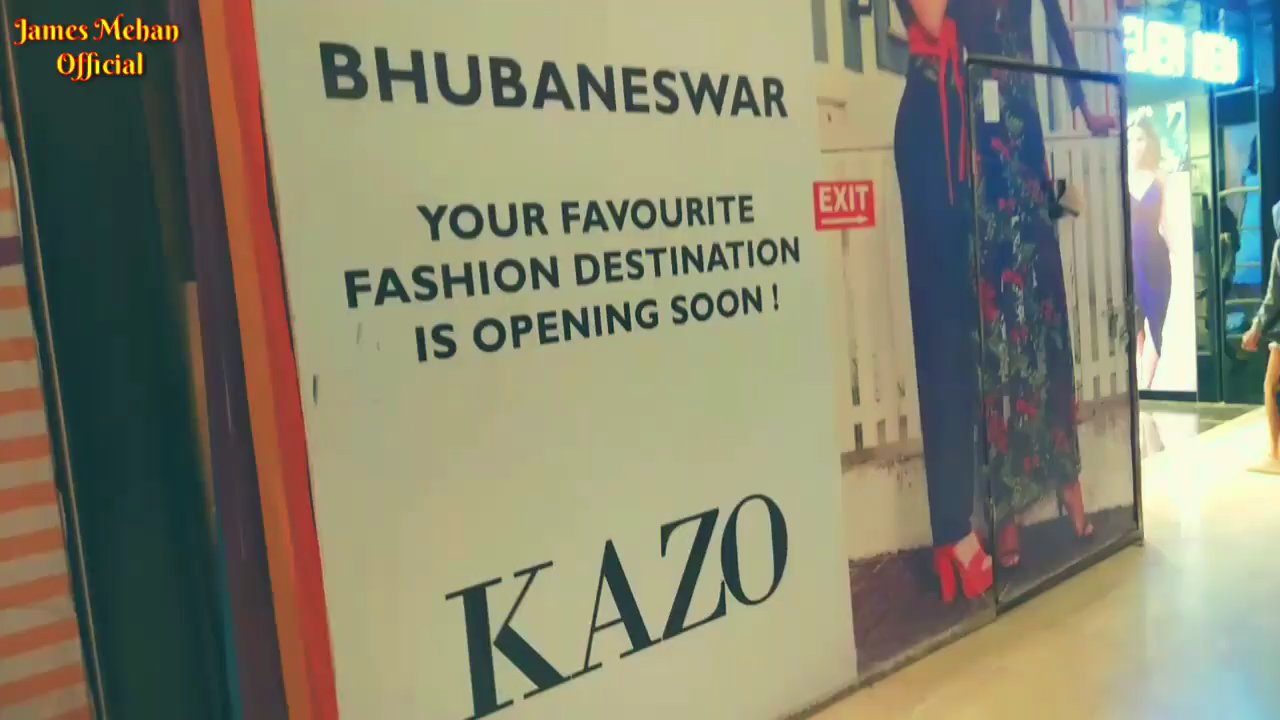 James Mehan
Official
BHUBANESWAR
YOUR FAVOURITE
FASHION DESTINATION
IS OPENING SOON !
KAZO
EXIT